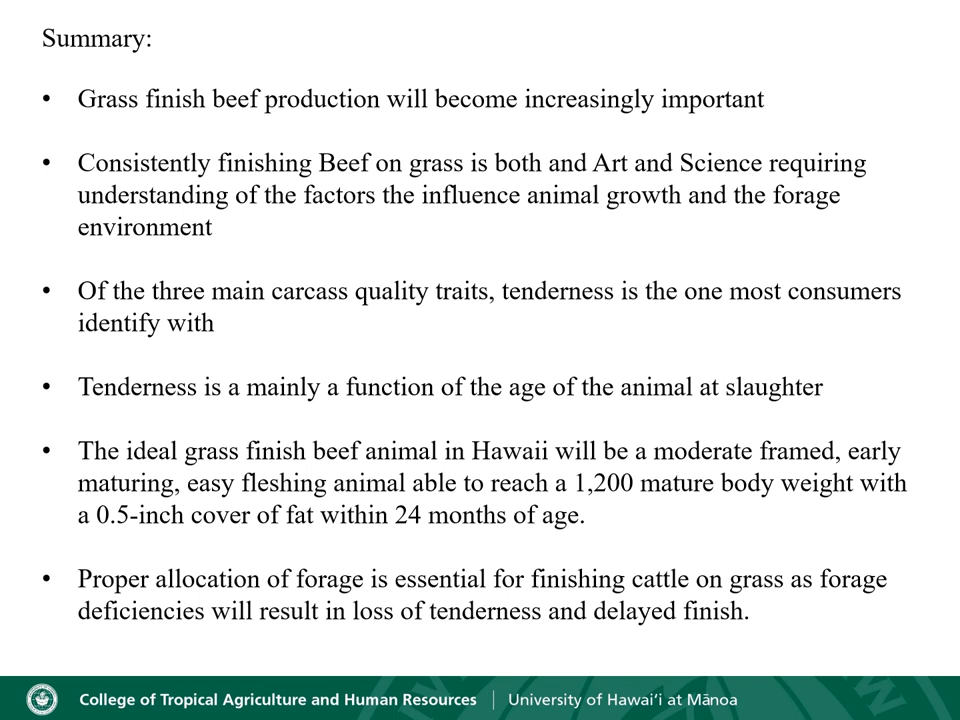 Summary:
• Grass finish beef production will become increasingly important
• Consistently finishing Beef on grass is both and Art and Science requiring
understanding of the factors the influence animal growth and the forage
environment
• Of the three main carcass quality traits, tenderness is the one most consumers
identify with
• Tenderness is a mainly a function of the age of the animal at slaughter
• The ideal grass finish beef animal in Hawaii will be a moderate framed, early
maturing, easy fleshing animal able to reach a 1,200 mature body weight with
a 0.5-inch cover of fat within 24 months of age.
• Proper allocation of forage is essential for finishing cattle on grass as forage
deficiencies will result in loss of tenderness and delayed finish.
College of Tropical Agriculture and Human Resources | University of Hawaiʻi at Mānoa